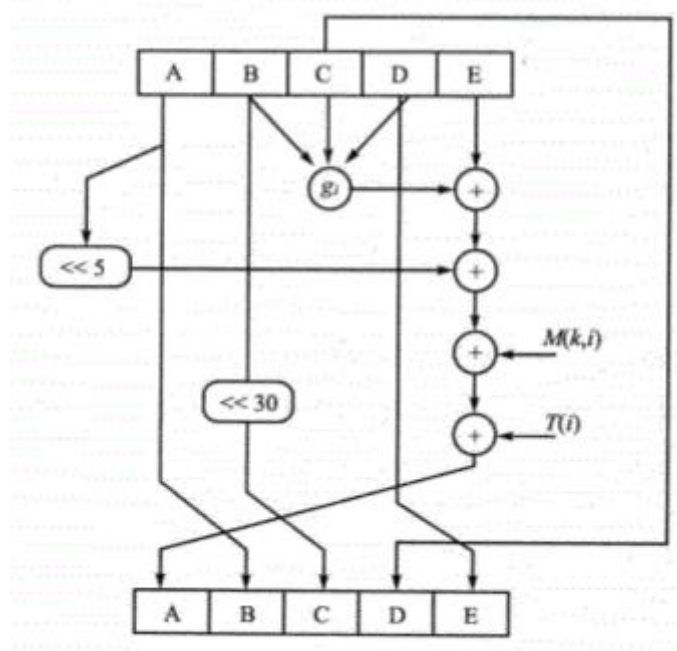 A B C D E
gi
+
<< 5
+
+
M(k,i)
<< 30
+
T(i)
A B C D E